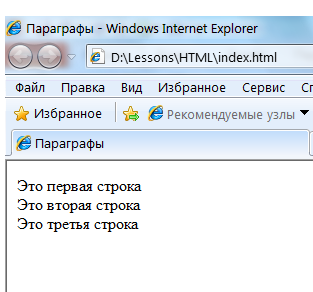 Параграфы - Windows Internet Explorer
D:\Lessons\HTML\index.html
Файл Правка Вид Избранное Сервис
Избранное Рекомендуемые узлы
Параграфы
Это первая строка
Это вторая строка
Это третья строка